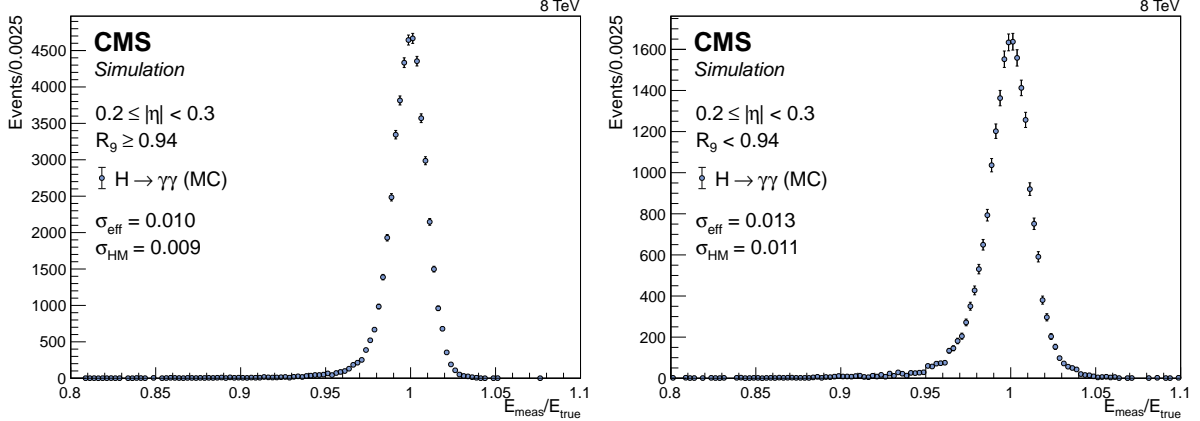 8 TeV
Events/0.0025
CMS
Simulation
0.2 ≤ |η| < 0.3
R9 ≥ 0.94
H → γγ (MC)
σeff = 0.010
σHM = 0.009
4500
4000
3500
3000
2500
2000
1500
1000
500
0
0.8 0.85 0.9 0.95 1 1.05 1.1
Emeas/Etrue
8 TeV
Events/0.0025
CMS
Simulation
0.2 ≤ |η| < 0.3
R9 < 0.94
H → γγ (MC)
σeff = 0.013
σHM = 0.011
1600
1400
1200
1000
800
600
400
200
0
0.8 0.85 0.9 0.95 1 1.05 1.1
Emeas/Etrue